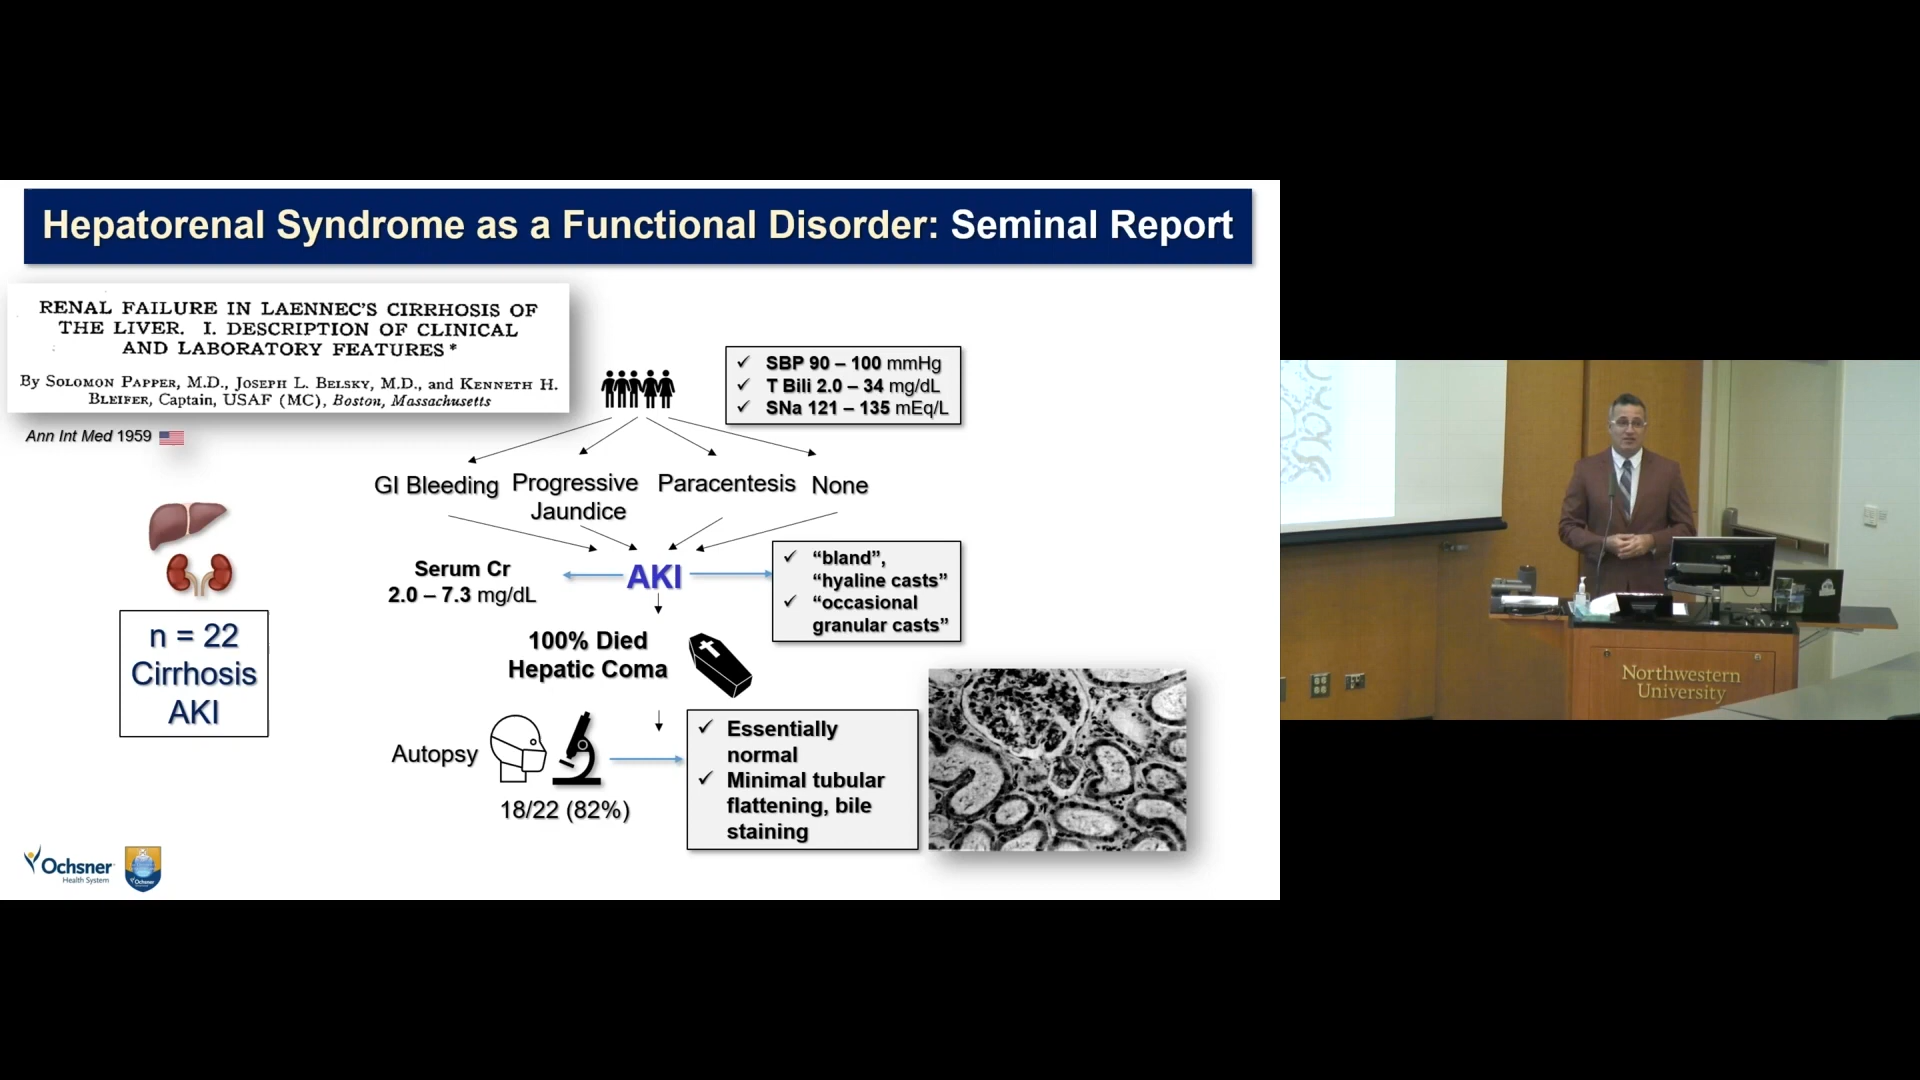 Hepatorenal Syndrome as a Functional Disorder: Seminal Report
RENAL FAILURE IN LAENNEC'S CIRRHOSIS OF
THE LIVER. I. DESCRIPTION OF CLINICAL
AND LABORATORY FEATURES *
By SOLOMON PAPPER, M.D., JOSEPH L. BELSKY, M.D., and KENNETH H.
BLEIFER, Captain, USAF (MC), Boston, Massachusetts
Ann Int Med 1959
✓ SBP 90 – 100 mmHg
✓ T Bili 2.0 – 34 mg/dL
✓ SNa 121 – 135 mEq/L
GI Bleeding
Progressive
Jaundice
Paracentesis
None
Serum Cr
2.0 – 7.3 mg/dL
AKI
✓ “bland”,
“hyaline casts”
✓ “occasional
granular casts”
n = 22
Cirrhosis
AKI
100% Died
Hepatic Coma
Autopsy
18/22 (82%)
✓ Essentially
normal
✓ Minimal tubular
flattening, bile
staining
Ochsner
Health System
Ochsner
Northwestern
University